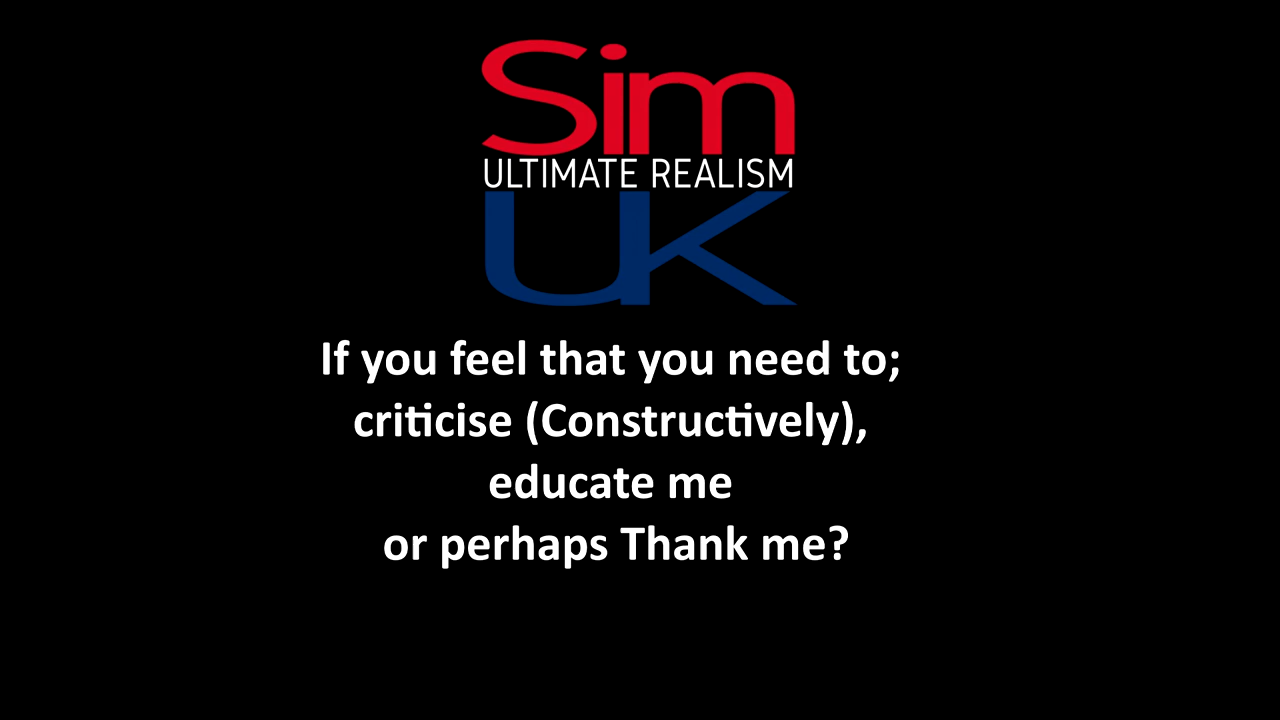 Sim
ULTIMATE REALISM
UK
If you feel that you need to;
criticise (Constructively),
educate me
or perhaps Thank me?